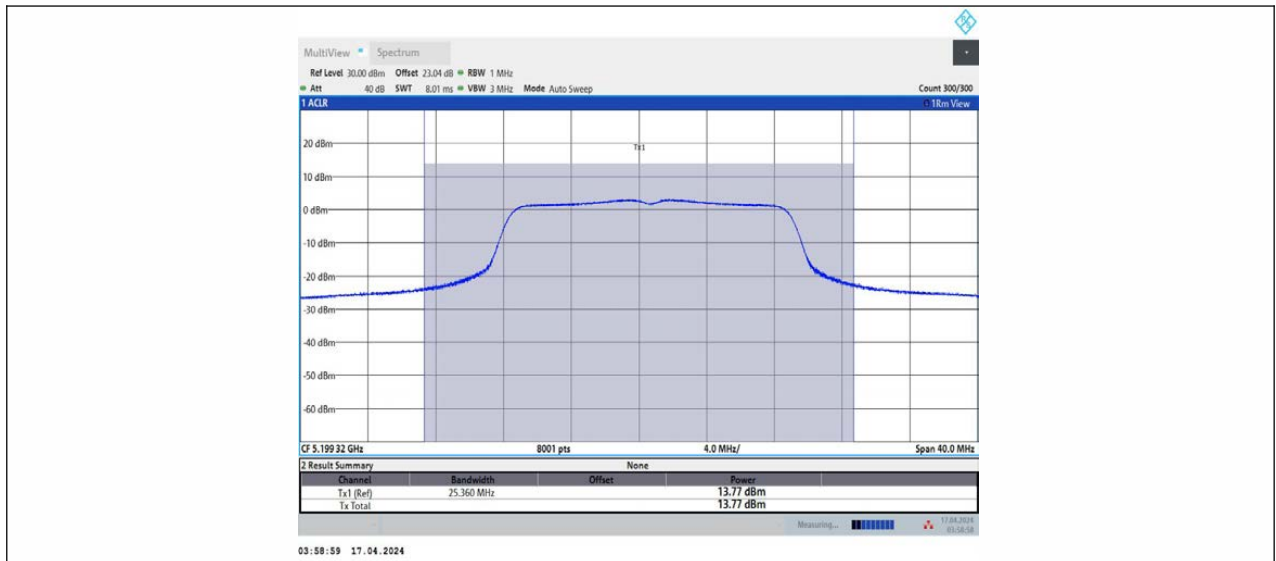 MultiView Spectrum
Ref Level 30.00 dBm Offset 23.04 dB RBW 1 MHz
Att 40 dB SWT 8.01 ms VBW 3 MHz Mode Auto Sweep Count 300/300
1 ACLR 1Rm View
20 dBm
Tx1
10 dBm
0 dBm
-10 dBm
-20 dBm
-30 dBm
-40 dBm
-50 dBm
-60 dBm
CF 5.199 32 GHz 8001 pts 4.0 MHz/ Span 40.0 MHz
2 Result Summary None
Channel Bandwidth Offset Power
Tx1 (Ref) 25.360 MHz 13.77 dBm
Tx Total 13.77 dBm
Measuring... 17.04.2024
03:58:58
03:58:59 17.04.2024